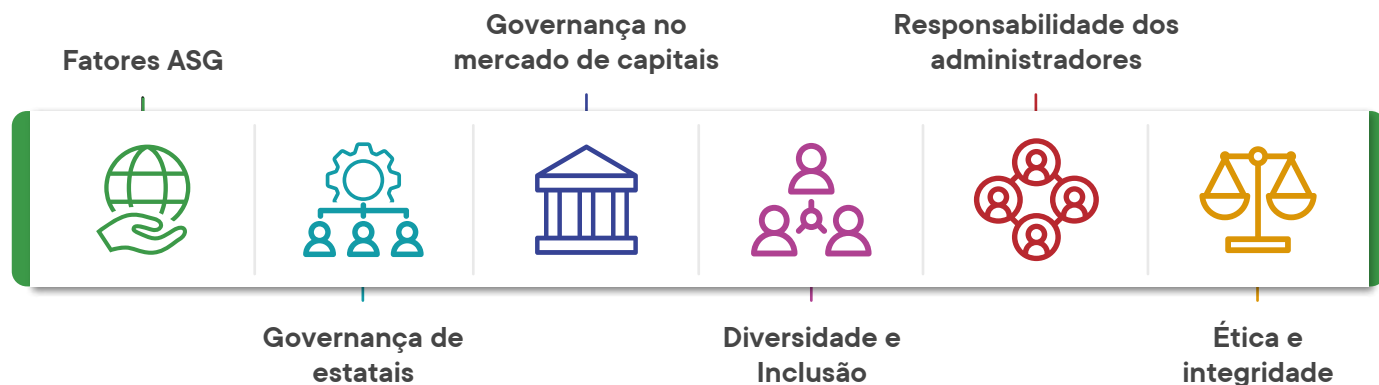 Fatores ASG
Governança no
mercado de capitais
Responsabilidade dos
administradores
Governança de
estatais
Diversidade e
Inclusão
Ética e
integridade